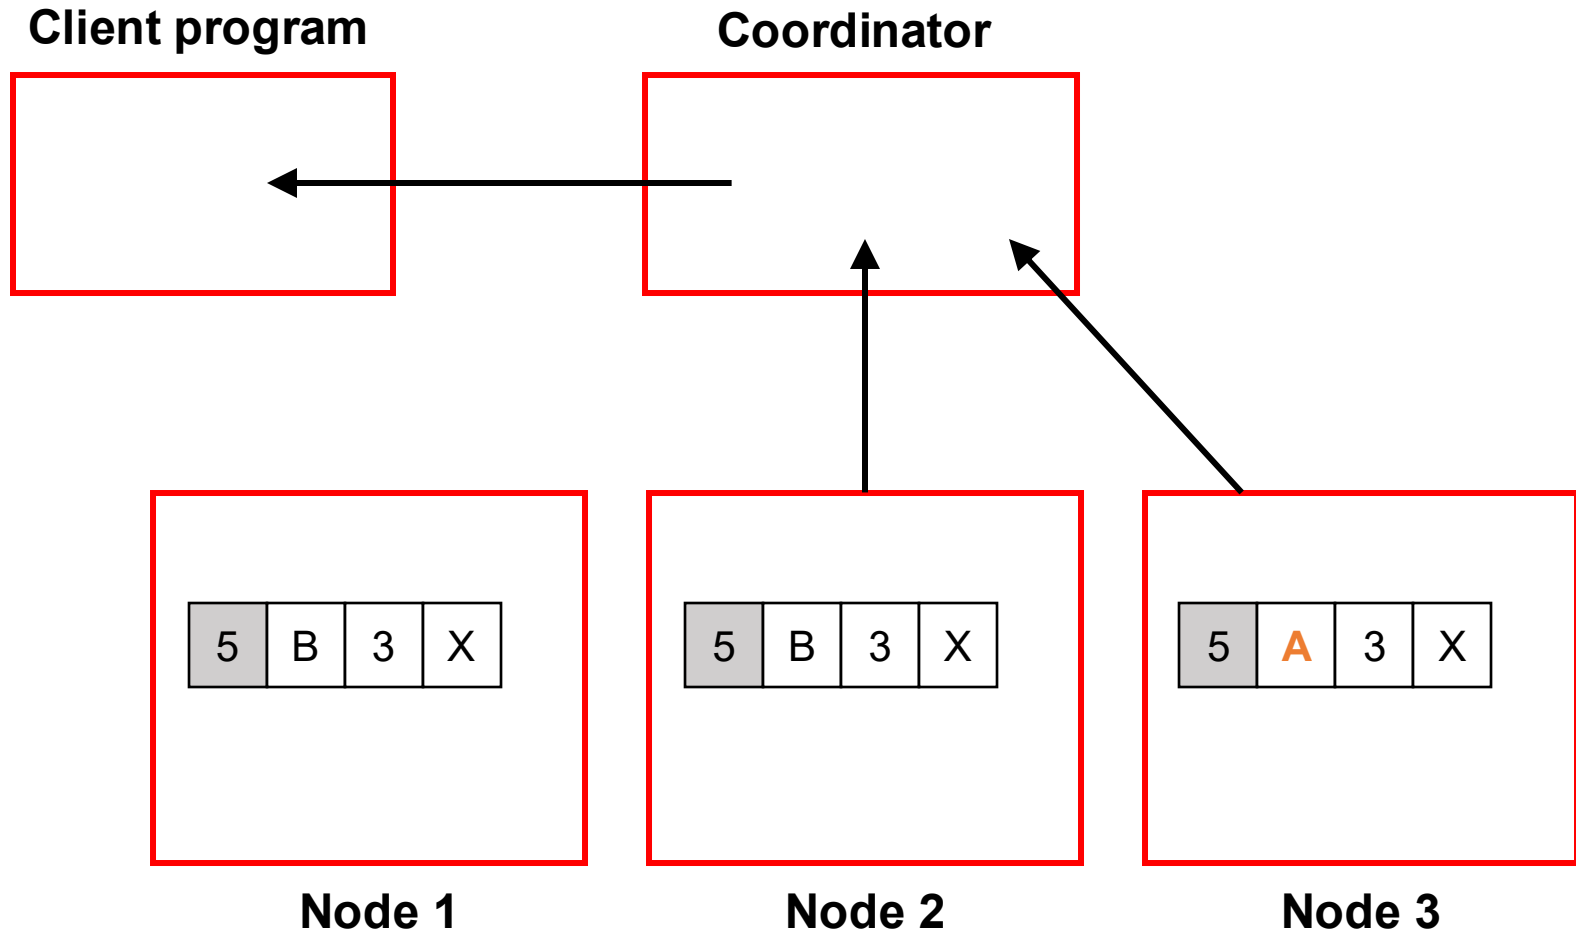 Client program
Coordinator
5 B 3 X
5 B 3 X
5 A 3 X
Node 1
Node 2
Node 3